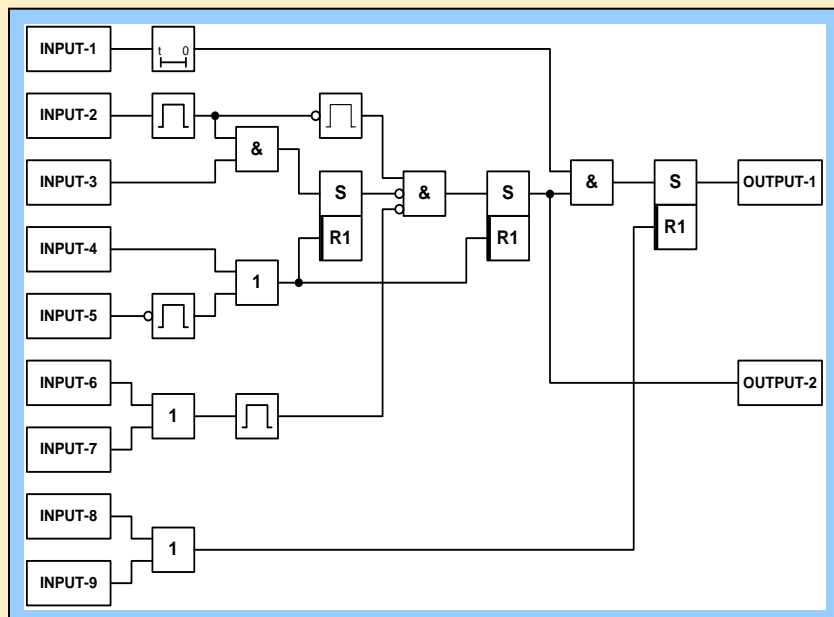 INPUT-1
t 0
INPUT-2
&
INPUT-3
S
&
S
&
S
OUTPUT-1
R1
R1
R1
INPUT-4
1
INPUT-5
INPUT-6
OUTPUT-2
1
INPUT-7
INPUT-8
1
INPUT-9